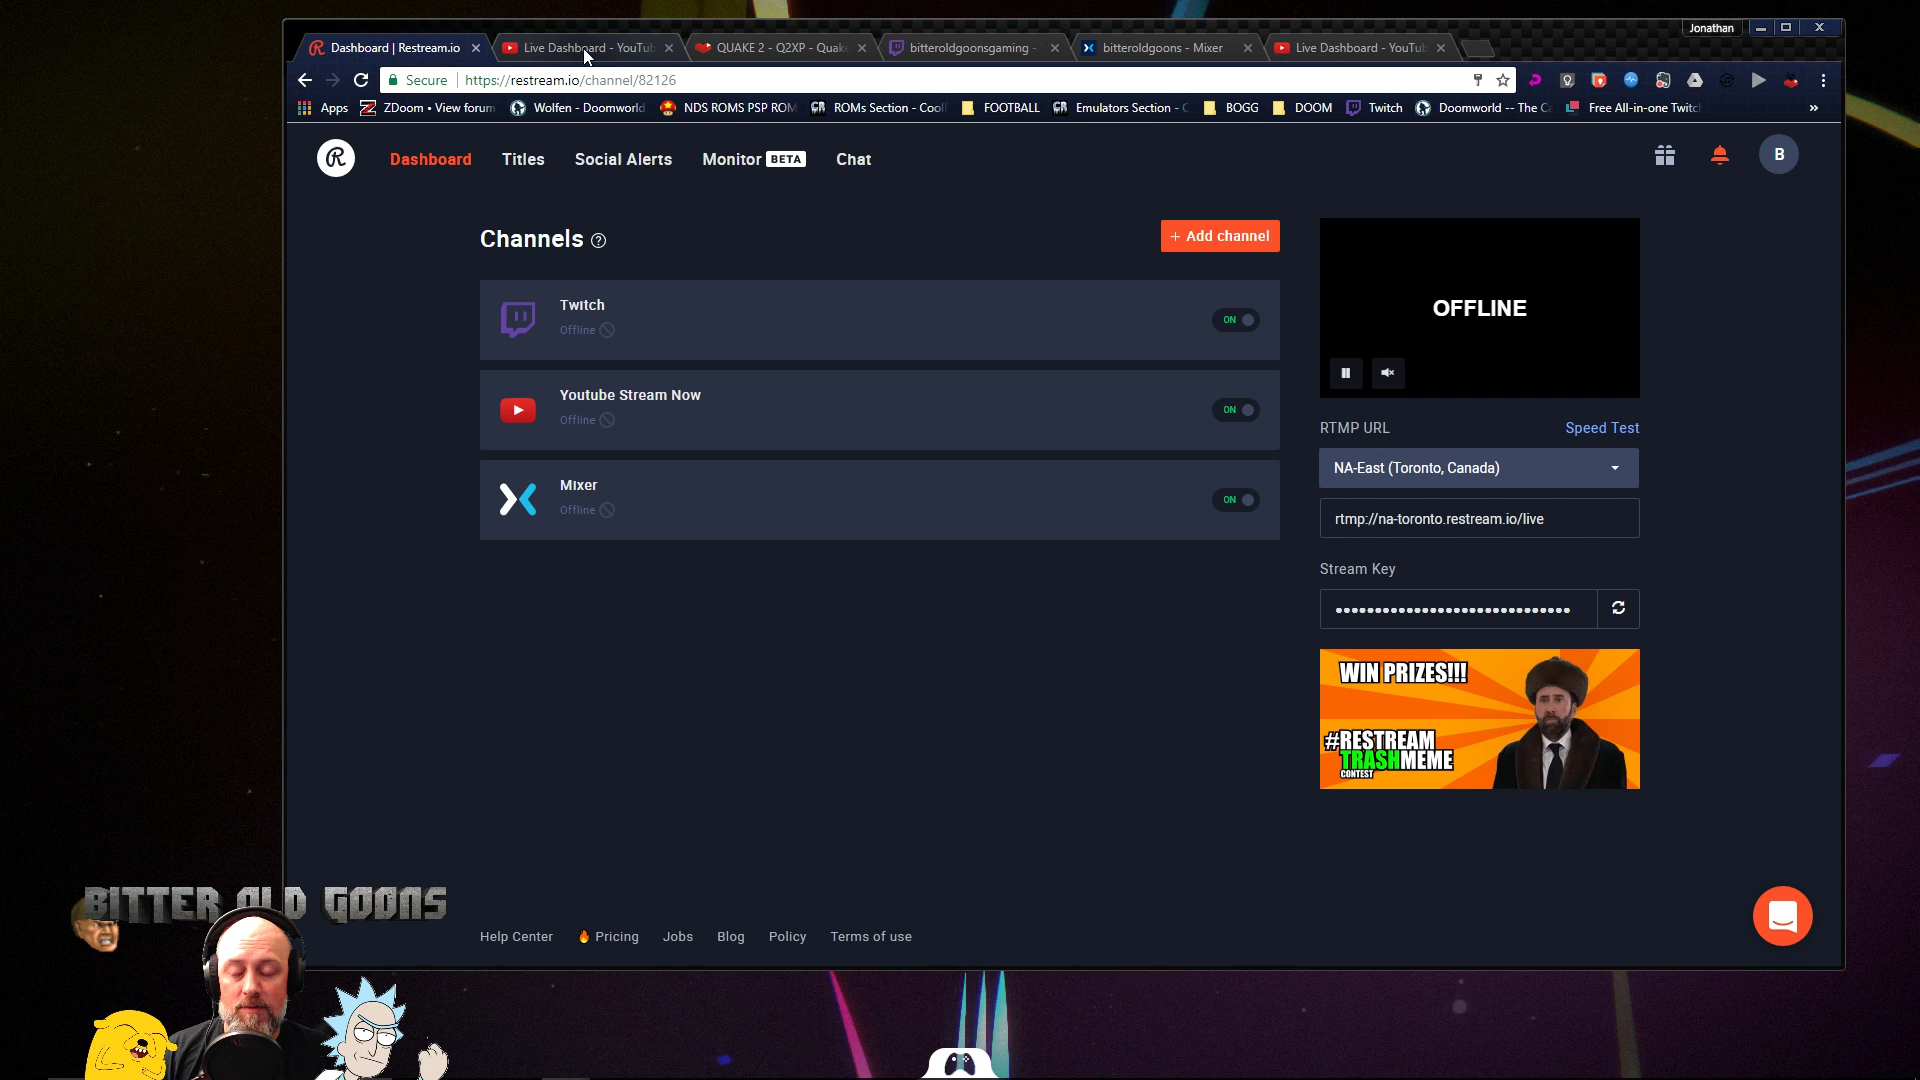 Jonathan
Dashboard | Restream.io
Live Dashboard - YouTub
QUAKE 2 - Q2XP - Quake
bitteroldgoonsgaming -
bitteroldgoons - Mixer
Live Dashboard - YouTub
Secure
https://restream.io/channel/82126
Apps
ZDoom • View forum
Wolfen - Doomworld
NDS ROMS PSP ROM
ROMs Section - Cool
FOOTBALL
Emulators Section - C
BOGG
DOOM
Twitch
Doomworld -- The Ca
Free All-in-one Twitc
»
Dashboard
Titles
Social Alerts
Monitor BETA
Chat
B
Channels ?
+ Add channel
Twitch
Offline
ON
Youtube Stream Now
Offline
ON
Mixer
Offline
ON
OFFLINE
RTMP URL
Speed Test
NA-East (Toronto, Canada)
rtmp://na-toronto.restream.io/live
Stream Key
WIN PRIZES!!!
#RESTREAM
TRASHMEME
CONTEST
BITTER OLD GOONS
Help Center
Pricing
Jobs
Blog
Policy
Terms of use